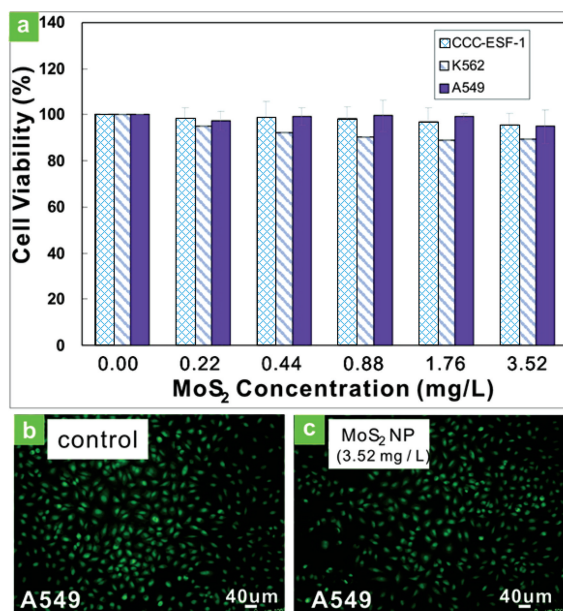 a
140
120
100
80
60
40
20
0
Cell Viability (%)
CCC-ESF-1
K562
A549
0.00 0.22 0.44 0.88 1.76 3.52
MoS₂ Concentration (mg/L)
b control
A549 40um
c MoS₂ NP
(3.52 mg / L)
A549 40um